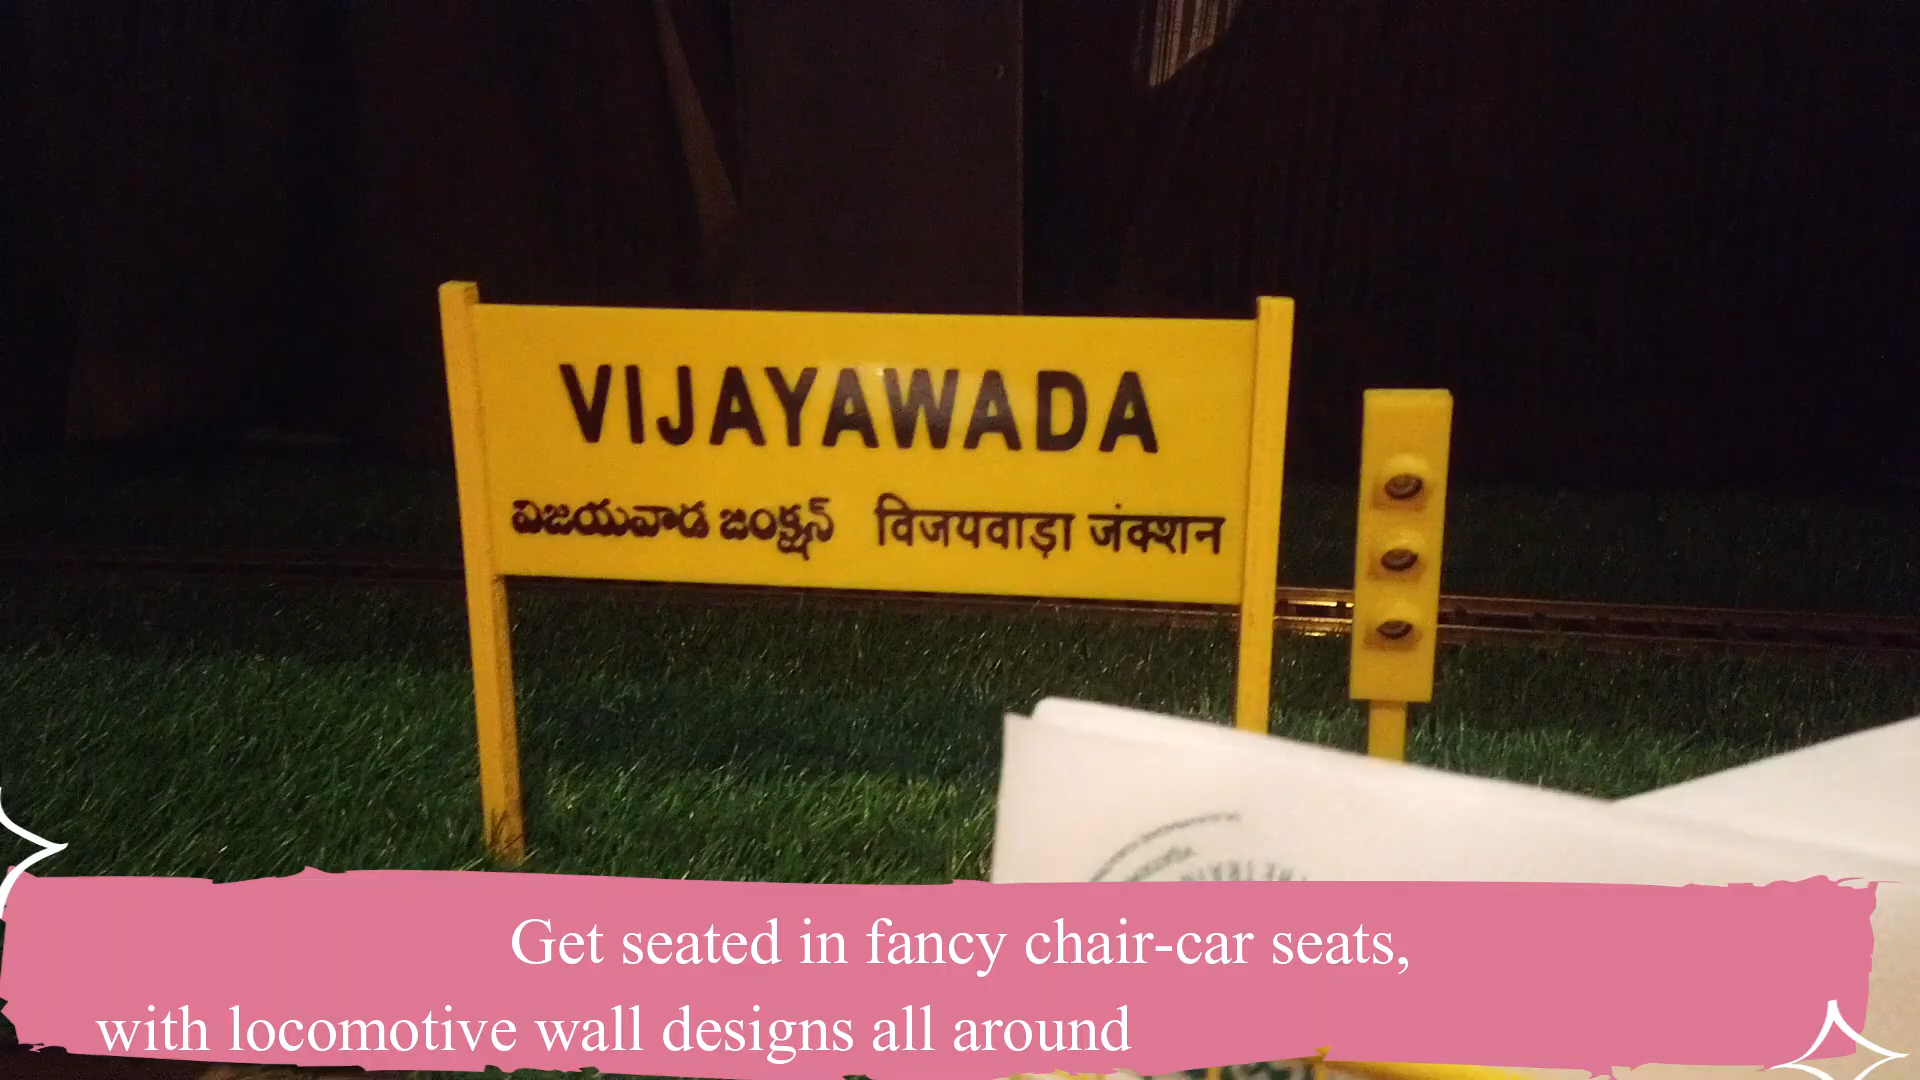 VIJAYAWADA
విజయవాడ జంక్షన్ विजयवाड़ा जंक्शन
Get seated in fancy chair-car seats,
with locomotive wall designs all around